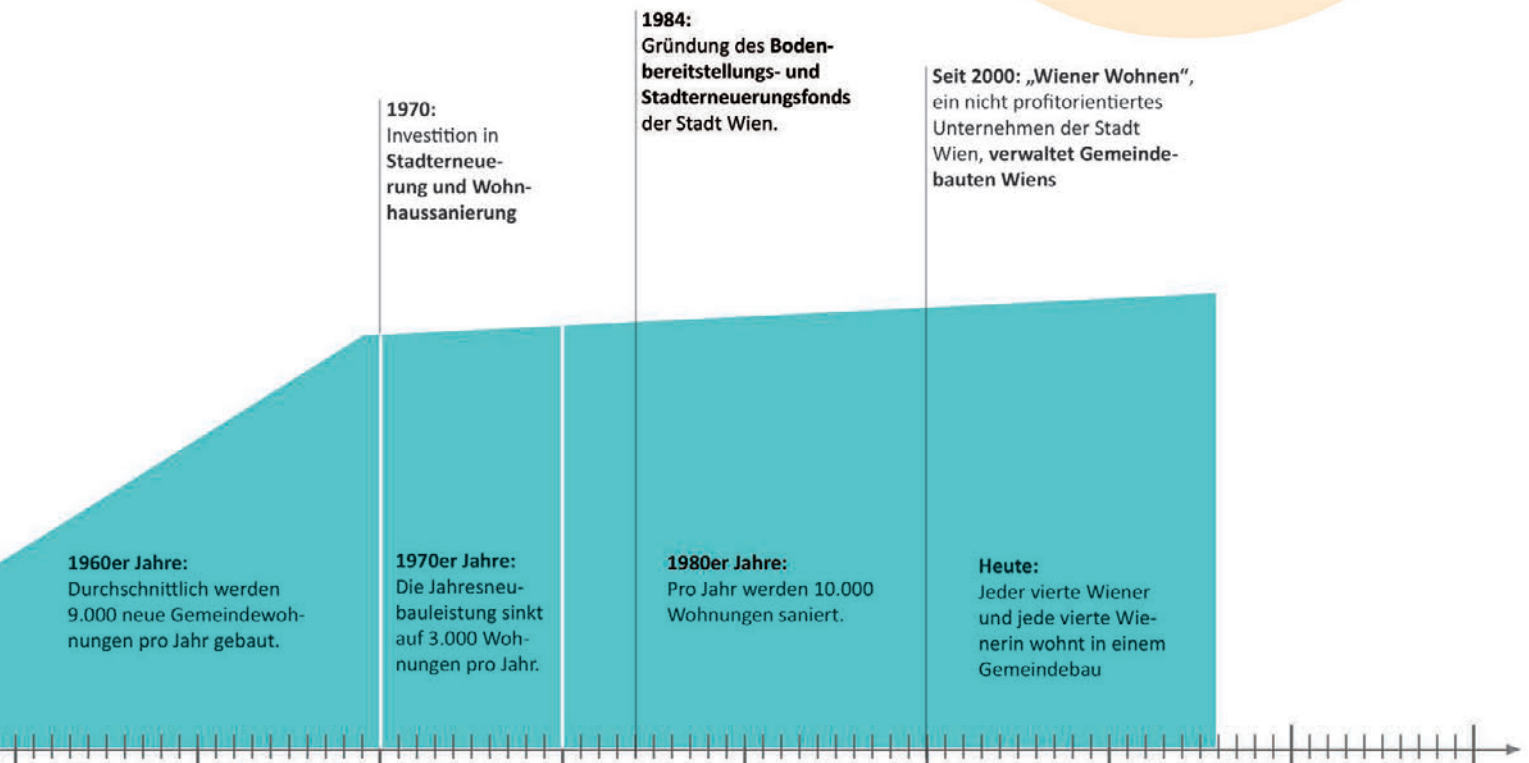 1970:
Investition in
Stadterneue-
rung und Wohn-
haussanierung
1984:
Gründung des Boden-
bereitstellungs- und
Stadterneuerungsfonds
der Stadt Wien.
Seit 2000: „Wiener Wohnen“,
ein nicht profitorientiertes
Unternehmen der Stadt
Wien, verwaltet Gemeinde-
bauten Wiens
1960er Jahre:
Durchschnittlich werden
9.000 neue Gemeindewoh-
nungen pro Jahr gebaut.
1970er Jahre:
Die Jahresneu-
bauleistung sinkt
auf 3.000 Woh-
nungen pro Jahr.
1980er Jahre:
Pro Jahr werden 10.000
Wohnungen saniert.
Heute:
Jeder vierte Wiener
und jede vierte Wie-
nerin wohnt in einem
Gemeindebau